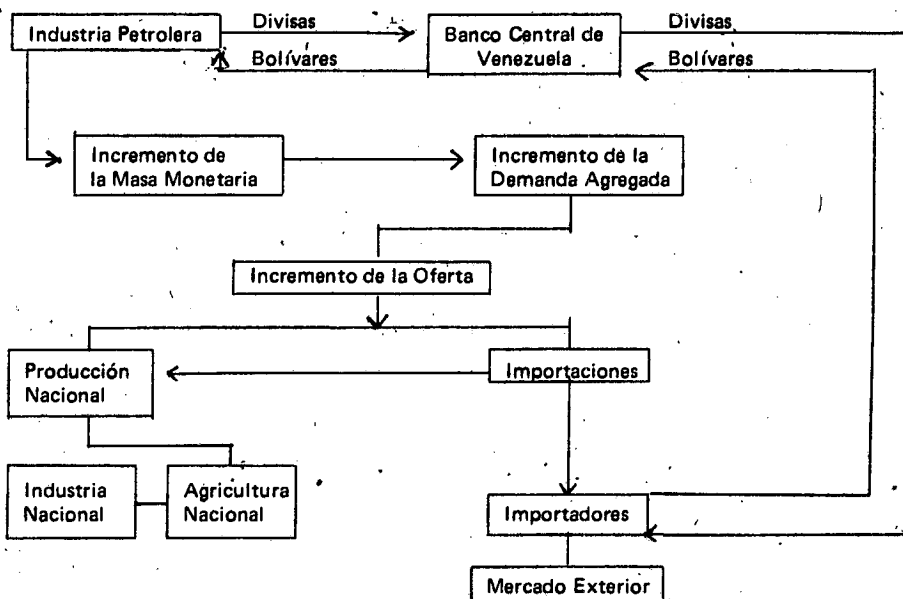 Industria Petrolera
Divisas
Bolívares
Banco Central de
Venezuela
Divisas
Bolívares
Incremento de
la Masa Monetaria
Incremento de la
Demanda Agregada
Incremento de la Oferta
Producción
Nacional
Importaciones
Industria
Nacional
Agricultura
Nacional
Importadores
Mercado Exterior